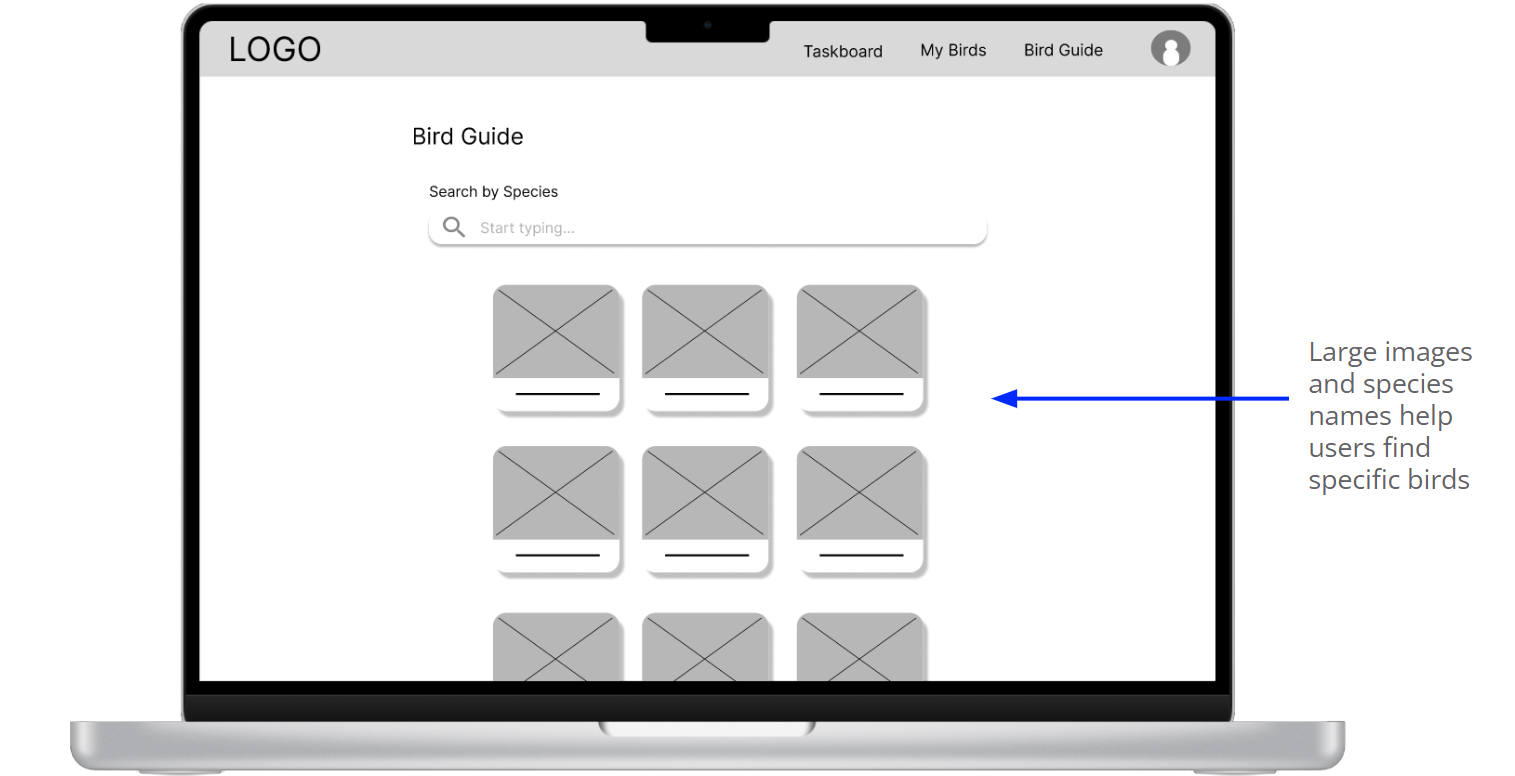 LOGO
Taskboard
My Birds
Bird Guide
Bird Guide
Search by Species
Start typing...
Large images
and species
names help
users find
specific birds